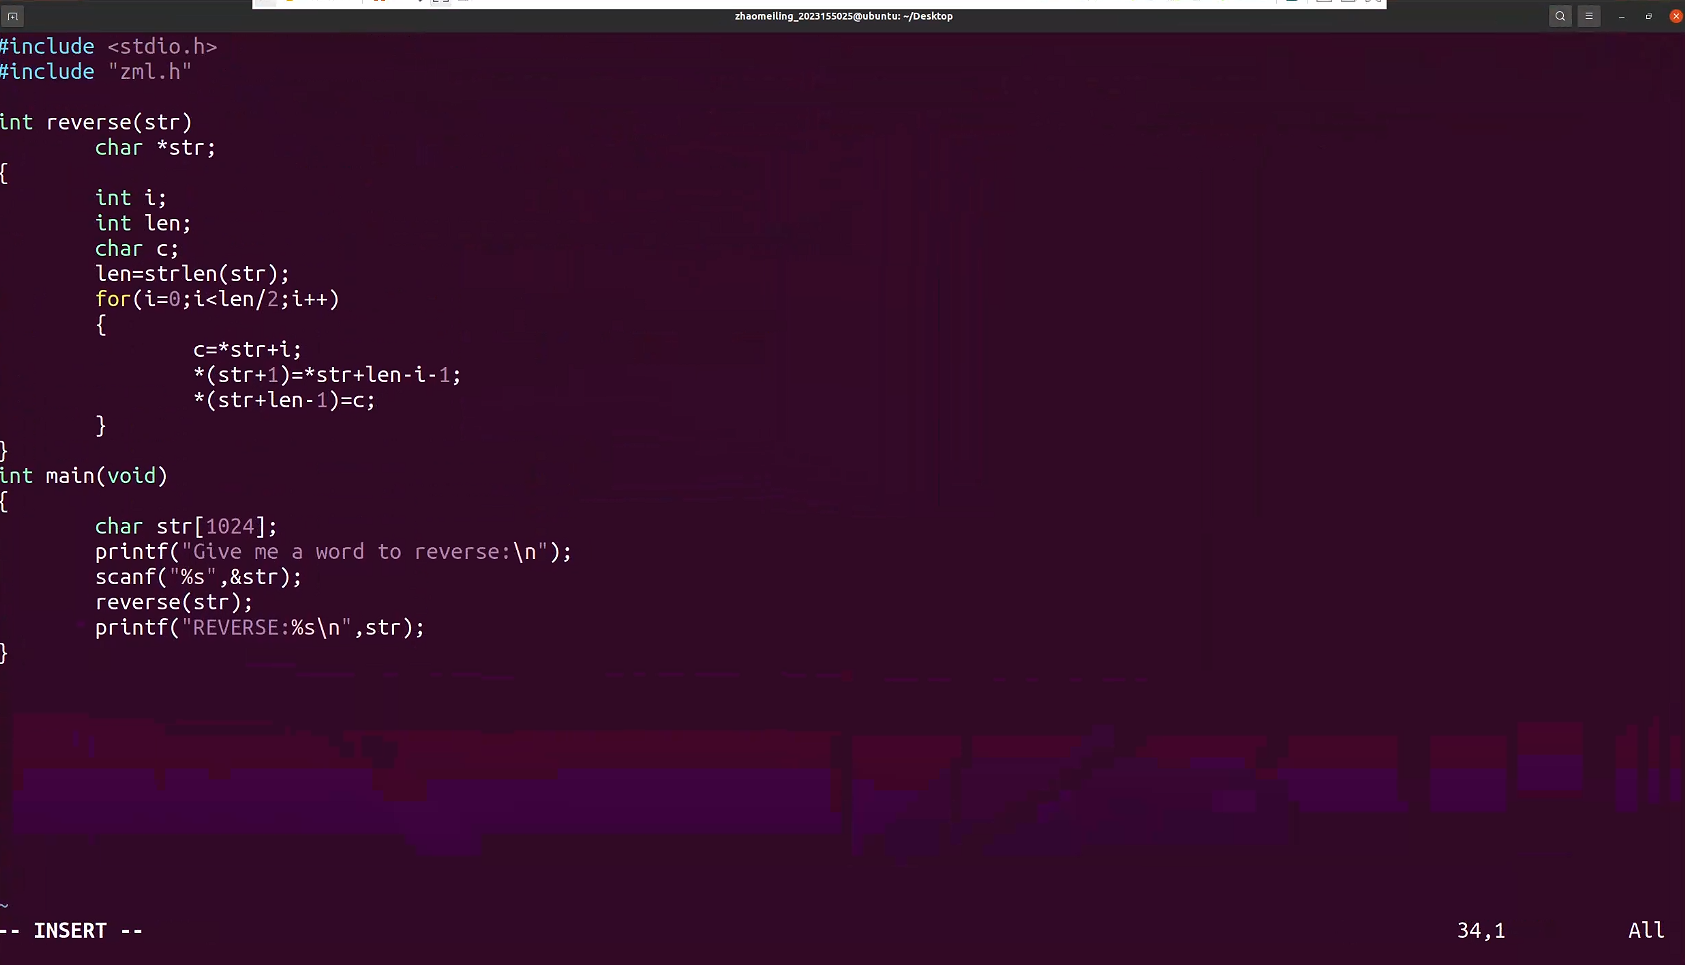 zhaomeiling_2023155025@ubuntu: ~/Desktop
#include <stdio.h>
#include "zml.h"
int reverse(str)
char *str;
{
int i;
int len;
char c;
len=strlen(str);
for(i=0;i<len/2;i++)
{
c=*str+i;
*(str+1)=*str+len-i-1;
*(str+len-1)=c;
}
}
int main(void)
{
char str[1024];
printf("Give me a word to reverse:\n");
scanf("%s",&str);
reverse(str);
printf("REVERSE:%s\n",str);
}
~
-- INSERT --
34,1
All